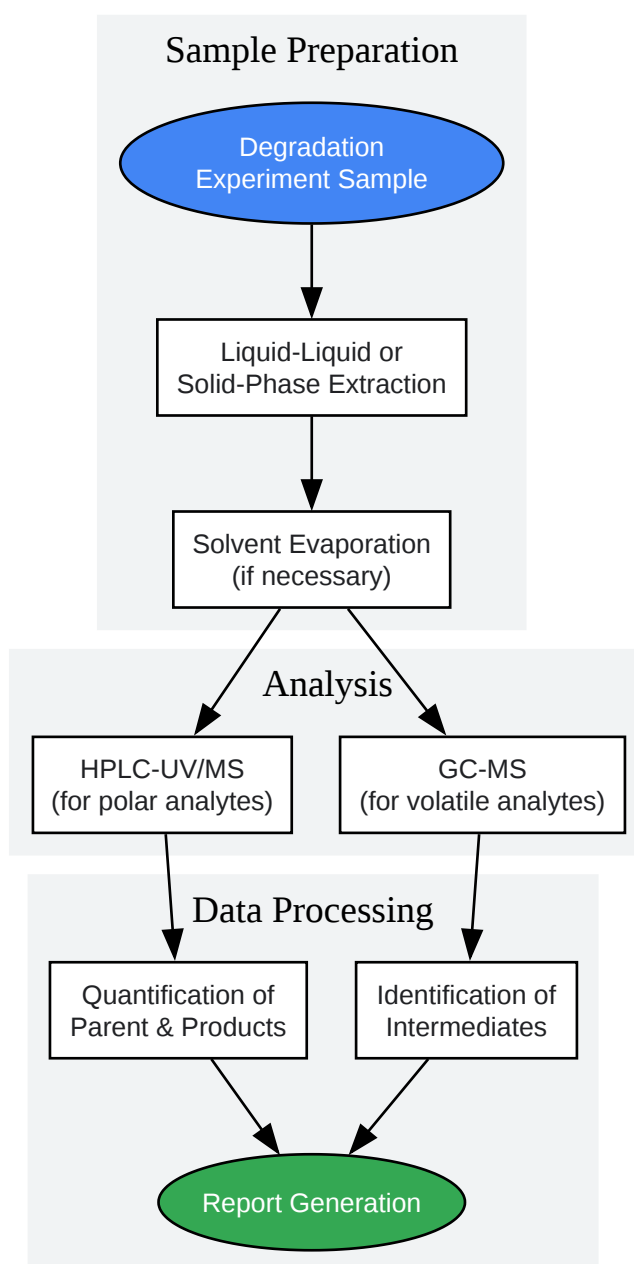 Sample Preparation
Degradation
Experiment Sample
Liquid-Liquid or
Solid-Phase Extraction
Solvent Evaporation
(if necessary)
Analysis
HPLC-UV/MS
(for polar analytes)
GC-MS
(for volatile analytes)
Data Processing
Quantification of
Parent & Products
Identification of
Intermediates
Report Generation